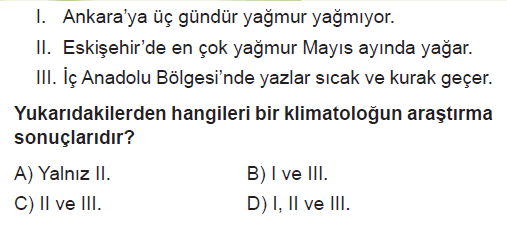 I. Ankara’ya üç gündür yağmur yağmıyor.
II. Eskişehir’de en çok yağmur Mayıs ayında yağar.
III. İç Anadolu Bölgesi’nde yazlar sıcak ve kurak geçer.
Yukarıdakilerden hangileri bir klimatoloğun araştırma
sonuçlarıdır?
A) Yalnız II. B) I ve III.
C) II ve III. D) I, II ve III.